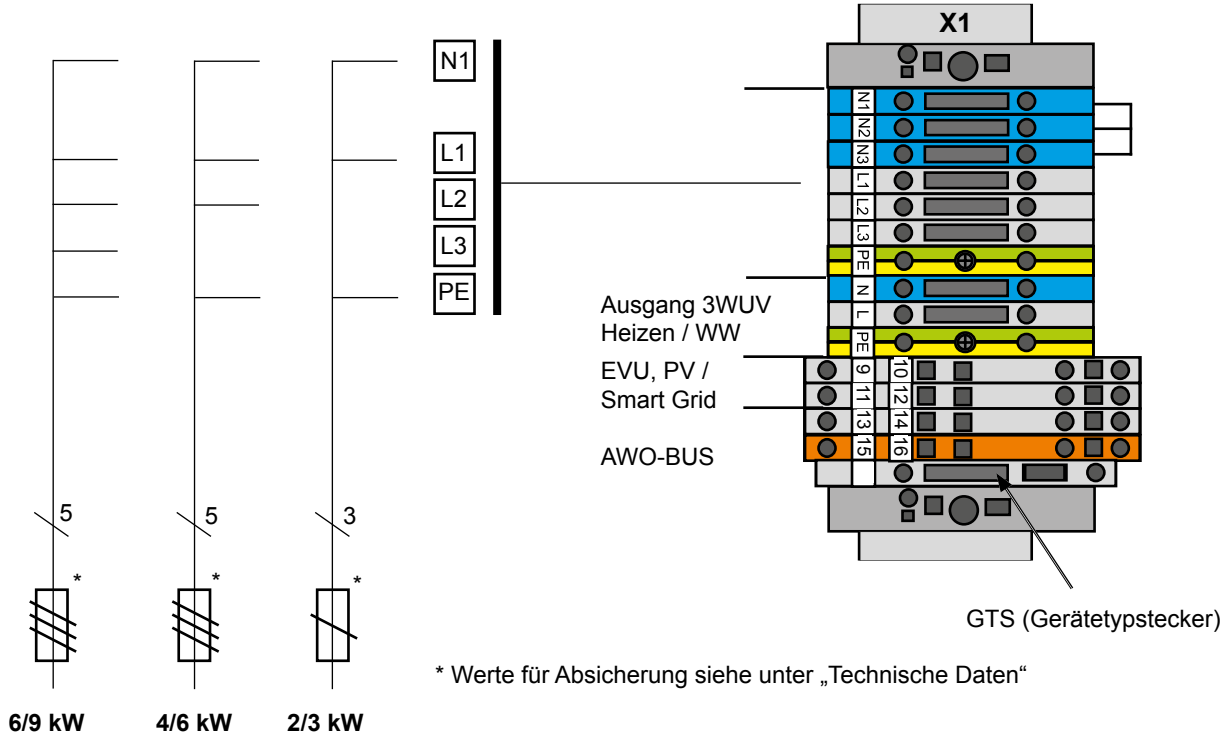 X1
N1
L1
L2
L3
PE
N1
N2
N3
L1
L2
L3
PE
N
L
PE
9 10
11 12
13 14
15 16
Ausgang 3WUV
Heizen / WW
EVU, PV /
Smart Grid
AWO-BUS
5 5 3
* * *
GTS (Gerätetypstecker)
* Werte für Absicherung siehe unter „Technische Daten“
6/9 kW 4/6 kW 2/3 kW